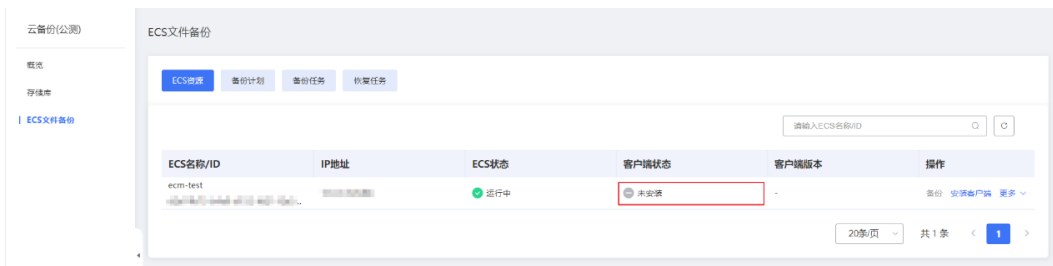 云备份(公测)
ECS文件备份
概览
存储库
ECS文件备份
ECS资源 备份计划 备份任务 恢复任务
请输入ECS名称/ID
ECS名称/ID IP地址 ECS状态 客户端状态 客户端版本 操作
ecm-test
运行中 未安装 - 备份 安装客户端 更多
20条/页 共 1 条 1